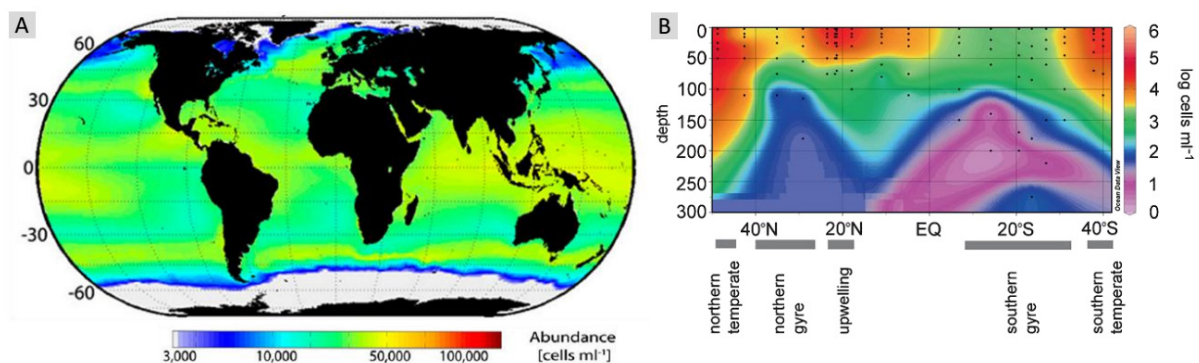 A
60
30
0
-30
-60
3,000 10,000 50,000 100,000
Abundance
[cells ml⁻¹]
B
0
50
100
150
200
250
300
depth
40°N 20°N EQ 20°S 40°S
Ocean Data View
6
5
4
3
2
1
0
log cells ml⁻¹
northern
temperate
northern
gyre
upwelling
southern
gyre
southern
temperate